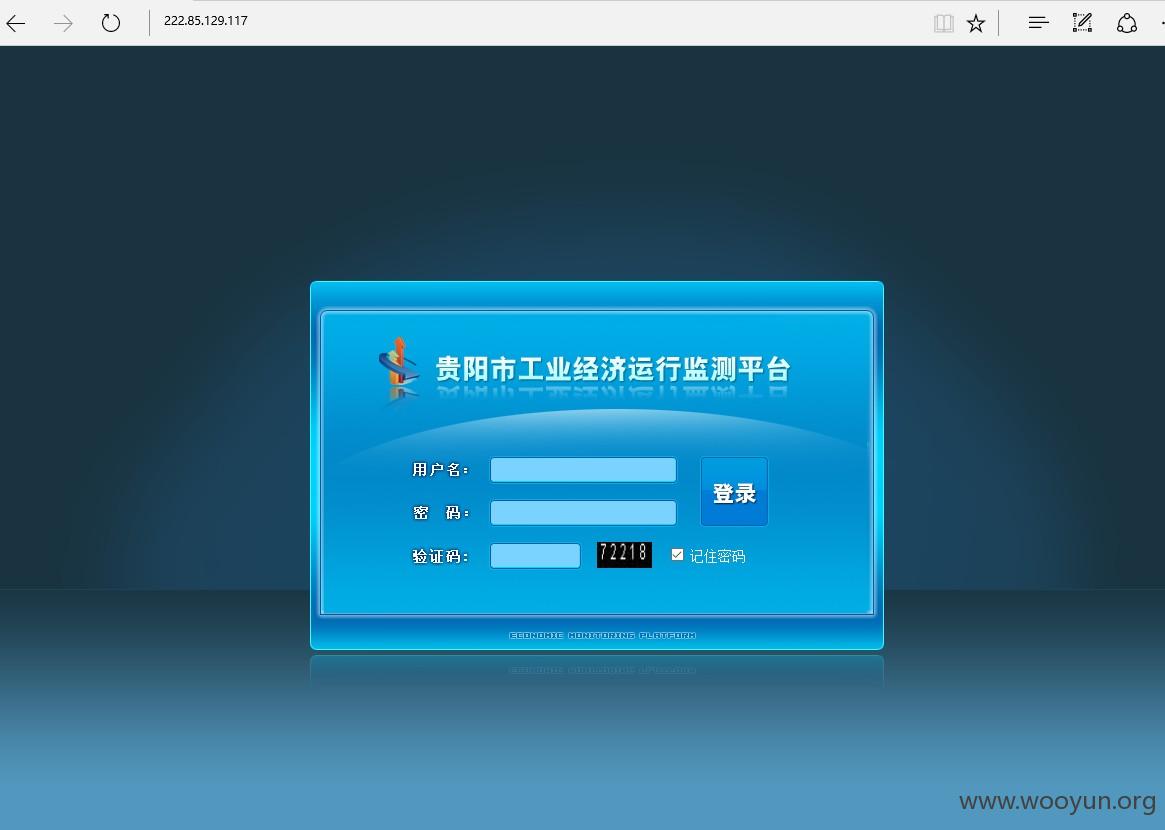 222.85.129.117
贵阳市工业经济运行监测平台
用户名：
登录
密 码：
验证码： 72218 记住密码
ECONOMIC MONITORING PLATFORM
www.wooyun.org